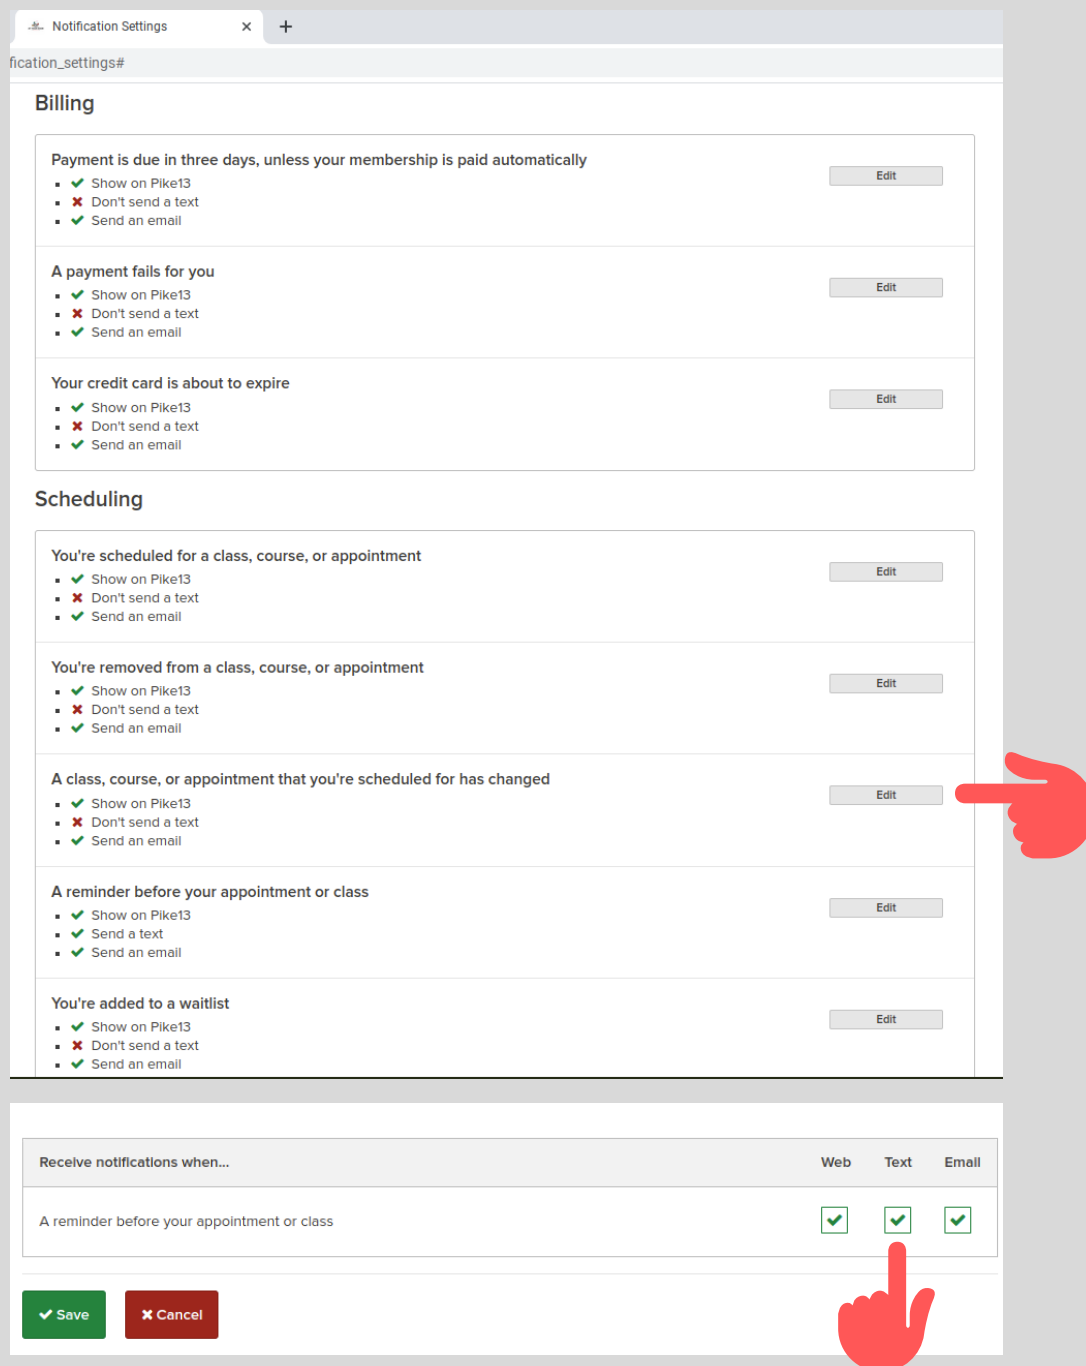 Notification Settings
fication_settings#
Billing
Payment is due in three days, unless your membership is paid automatically
Edit
Show on Pike13
Don't send a text
Send an email
A payment fails for you
Edit
Show on Pike13
Don't send a text
Send an email
Your credit card is about to expire
Edit
Show on Pike13
Don't send a text
Send an email
Scheduling
You're scheduled for a class, course, or appointment
Edit
Show on Pike13
Don't send a text
Send an email
You're removed from a class, course, or appointment
Edit
Show on Pike13
Don't send a text
Send an email
A class, course, or appointment that you're scheduled for has changed
Edit
Show on Pike13
Don't send a text
Send an email
A reminder before your appointment or class
Edit
Show on Pike13
Send a text
Send an email
You're added to a waitlist
Edit
Show on Pike13
Don't send a text
Send an email
Receive notifications when... Web Text Email
A reminder before your appointment or class
Save Cancel